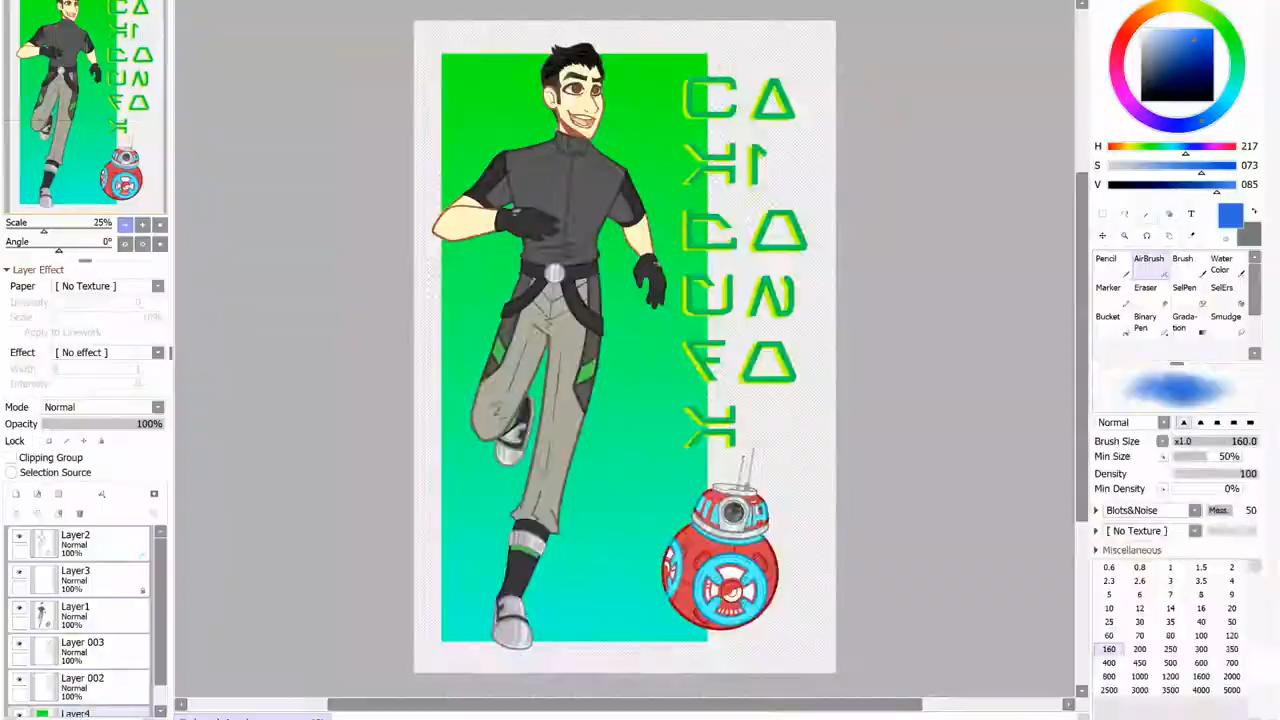 Scale 25%
Angle 0°
Layer Effect
Paper [ No Texture ]
Scale 10%
Apply to Linework
Effect [ No effect ]
Width 1
Mode Normal
Opacity 100%
Lock
Clipping Group
Selection Source
Layer2
Normal
100%
Layer3
Normal
100%
Layer1
Normal
100%
Layer 003
Normal
100%
Layer 002
Normal
100%
Layer4
H 217
S 073
V 085
T
Pencil AirBrush Brush Water Color
Marker Eraser SelPen SelErs
Bucket Binary Pen Grada-tion Smudge
Normal
Brush Size x1.0 160.0
Min Size 50%
Density 100
Min Density 0%
Blots&Noise 50
[ No Texture ]
Miscellaneous
0.6 0.8 1 1.5 2
2.3 2.6 3 3.5 4
5 6 7 8 9
10 12 14 16 20
25 30 35 40 50
60 70 80 100 120
160 200 250 300 350
400 450 500 600 700
800 1000 1200 1600 2000
2500 3000 3500 4000 5000